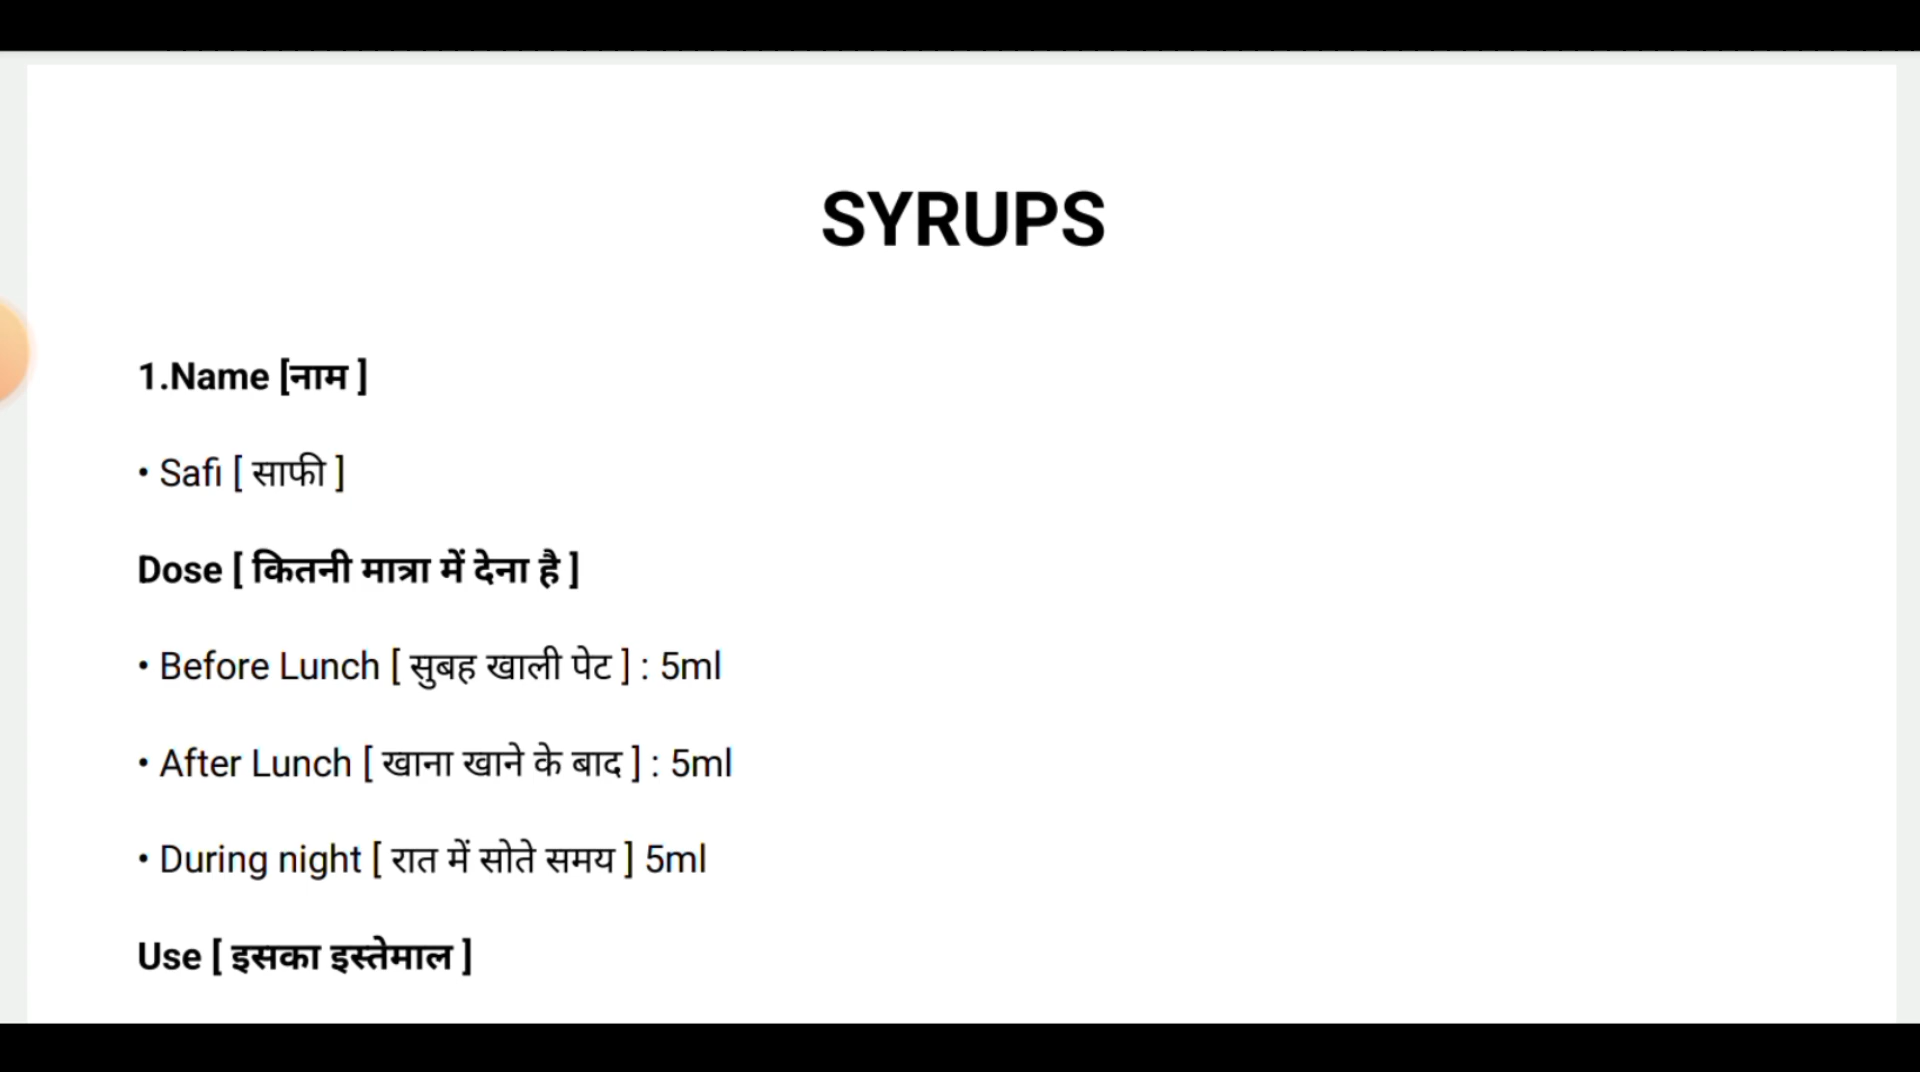 SYRUPS
1.Name [नाम ]
• Safi [ साफी ]
Dose [ कितनी मात्रा में देना है ]
• Before Lunch [ सुबह खाली पेट ] : 5ml
• After Lunch [ खाना खाने के बाद ] : 5ml
• During night [ रात में सोते समय ] 5ml
Use [ इसका इस्तेमाल ]